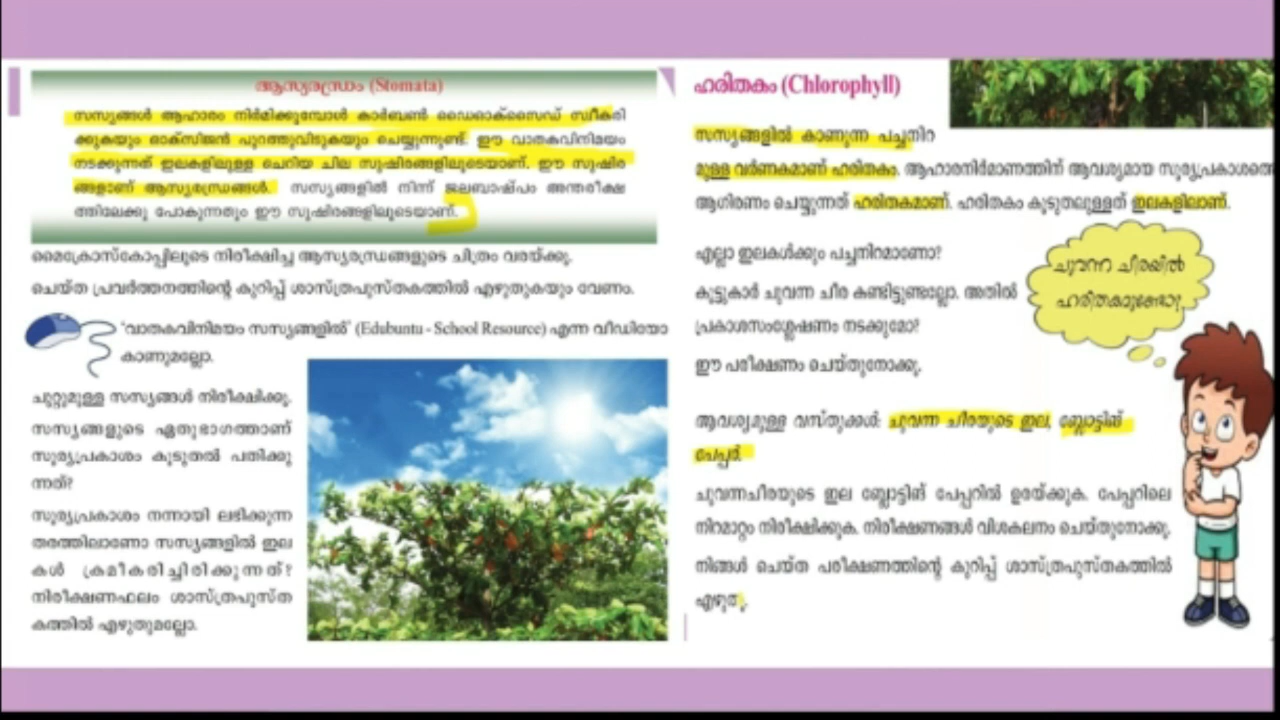 ആസ്യരന്ധ്രം (Stomata)
സസ്യങ്ങൾ ആഹാരം നിർമിക്കുമ്പോൾ കാർബൺ ഡൈഓക്സൈഡ് സ്വീകരി
ക്കുകയും ഓക്സിജൻ പുറത്തുവിടുകയും ചെയ്യുന്നുണ്ട്. ഈ വാതകവിനിമയം
നടക്കുന്നത് ഇലകളിലുള്ള ചെറിയ ചില സുഷിരങ്ങളിലൂടെയാണ്. ഈ സുഷിര
ങ്ങളാണ് ആസ്യരന്ധ്രങ്ങൾ. സസ്യങ്ങളിൽ നിന്ന് ജലബാഷ്പം അന്തരീക്ഷ
ത്തിലേക്കു പോകുന്നതും ഈ സുഷിരങ്ങളിലൂടെയാണ്.
മൈക്രോസ്കോപ്പിലൂടെ നിരീക്ഷിച്ച ആസ്യരന്ധ്രങ്ങളുടെ ചിത്രം വരയ്ക്കൂ.
ചെയ്ത പ്രവർത്തനത്തിന്റെ കുറിപ്പ് ശാസ്ത്രപുസ്തകത്തിൽ എഴുതുകയും വേണം.
'വാതകവിനിമയം സസ്യങ്ങളിൽ' (Edubuntu - School Resource) എന്ന വീഡിയോ
കാണുമല്ലോ.
ചുറ്റുമുള്ള സസ്യങ്ങൾ നിരീക്ഷിക്കൂ.
സസ്യങ്ങളുടെ ഏതുഭാഗത്താണ്
സൂര്യപ്രകാശം കൂടുതൽ പതിക്കു
ന്നത്?
സൂര്യപ്രകാശം നന്നായി ലഭിക്കുന്ന
തരത്തിലാണോ സസ്യങ്ങളിൽ ഇല
കൾ ക്രമീകരിച്ചിരിക്കുന്നത്?
നിരീക്ഷണഫലം ശാസ്ത്രപുസ്ത
കത്തിൽ എഴുതുമല്ലോ.
ഹരിതകം (Chlorophyll)
സസ്യങ്ങളിൽ കാണുന്ന പച്ചനിറ
മുള്ള വർണകമാണ് ഹരിതകം. ആഹാരനിർമാണത്തിന് ആവശ്യമായ സൂര്യപ്രകാശത്തെ
ആഗിരണം ചെയ്യുന്നത് ഹരിതകമാണ്. ഹരിതകം കൂടുതലുള്ളത് ഇലകളിലാണ്.
എല്ലാ ഇലകൾക്കും പച്ചനിറമാണോ?
കൂട്ടുകാർ ചുവന്ന ചീര കണ്ടിട്ടുണ്ടല്ലോ. അതിൽ
പ്രകാശസംശ്ലേഷണം നടക്കുമോ?
ഈ പരീക്ഷണം ചെയ്തുനോക്കൂ.
ചുവന്ന ചീരയിൽ
ഹരിതകമുണ്ടോ?
ആവശ്യമുള്ള വസ്തുക്കൾ: ചുവന്ന ചീരയുടെ ഇല, ബ്ലോട്ടിങ്
പേപ്പർ.
ചുവന്നചീരയുടെ ഇല ബ്ലോട്ടിങ് പേപ്പറിൽ ഉരയ്ക്കുക. പേപ്പറിലെ
നിറമാറ്റം നിരീക്ഷിക്കുക. നിരീക്ഷണങ്ങൾ വിശകലനം ചെയ്തുനോക്കൂ.
നിങ്ങൾ ചെയ്ത പരീക്ഷണത്തിന്റെ കുറിപ്പ് ശാസ്ത്രപുസ്തകത്തിൽ
എഴുതൂ.